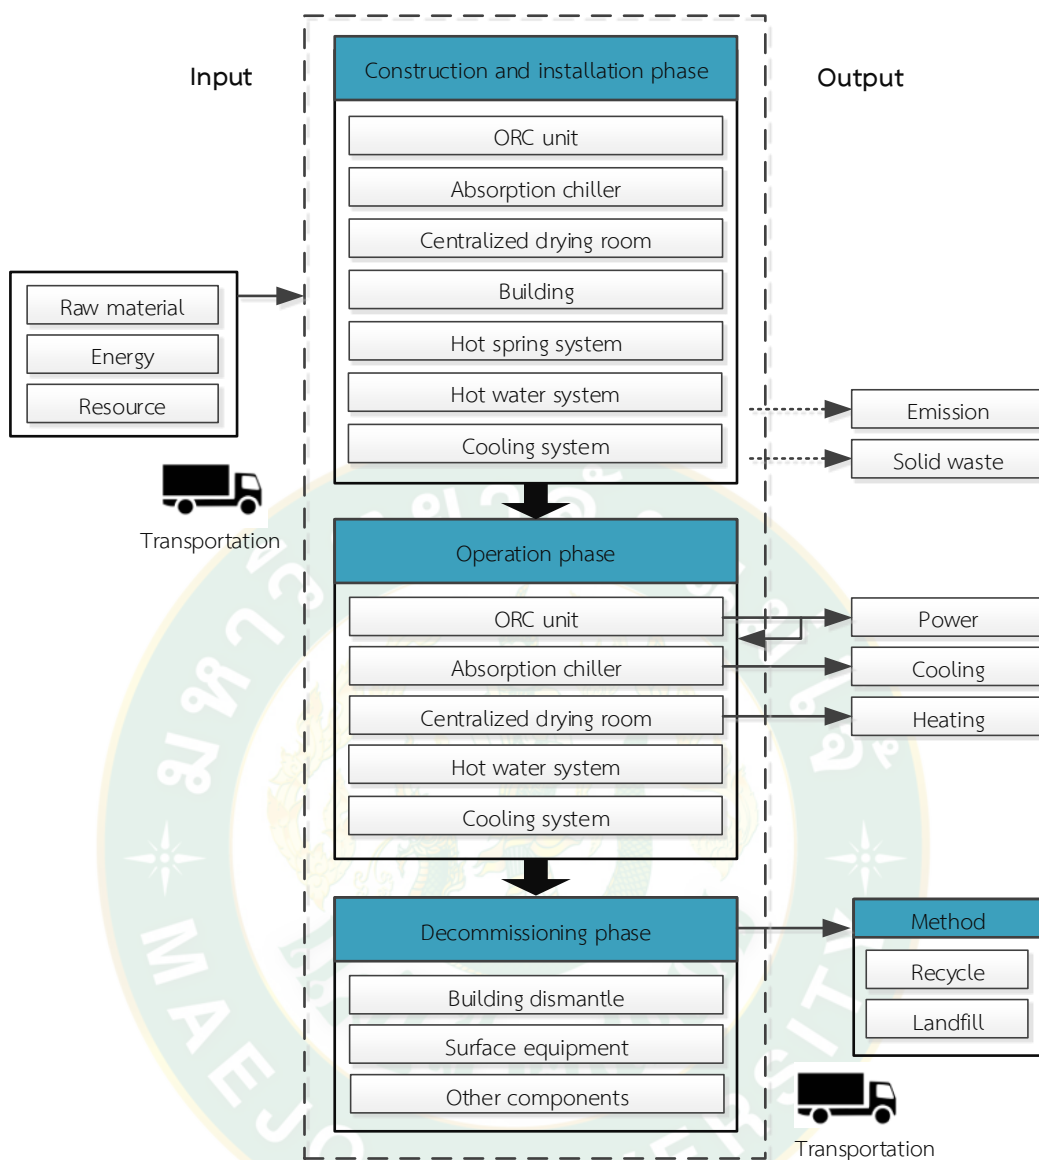 Input
Output
Construction and installation phase
ORC unit
Absorption chiller
Centralized drying room
Building
Hot spring system
Hot water system
Cooling system
Raw material
Energy
Resource
Transportation
Emission
Solid waste
Operation phase
ORC unit
Absorption chiller
Centralized drying room
Hot water system
Cooling system
Power
Cooling
Heating
Decommissioning phase
Building dismantle
Surface equipment
Other components
Method
Recycle
Landfill
Transportation